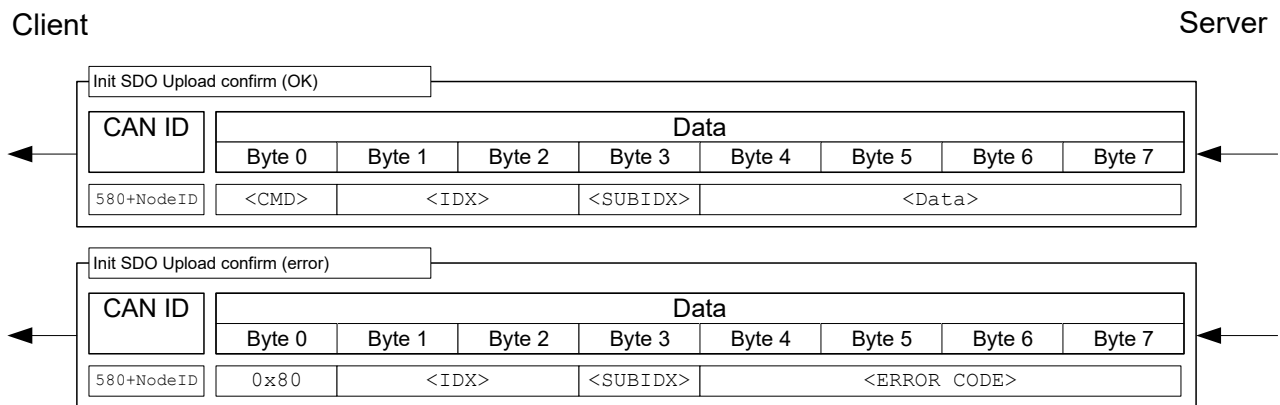 Client Server
Init SDO Upload confirm (OK)
CAN ID Data
Byte 0 Byte 1 Byte 2 Byte 3 Byte 4 Byte 5 Byte 6 Byte 7
580+NodeID <CMD> <IDX> <SUBIDX> <Data>
Init SDO Upload confirm (error)
CAN ID Data
Byte 0 Byte 1 Byte 2 Byte 3 Byte 4 Byte 5 Byte 6 Byte 7
580+NodeID 0x80 <IDX> <SUBIDX> <ERROR CODE>